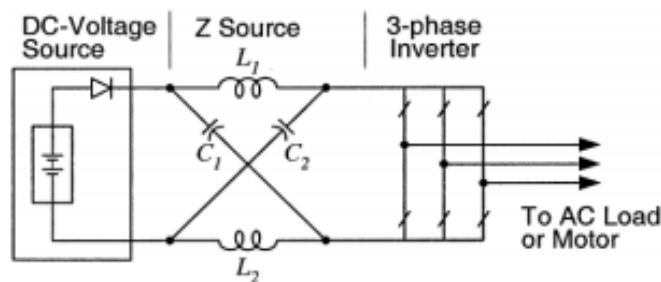 DC-Voltage
Source
Z Source
3-phase
Inverter
L1
C1
C2
L2
To AC Load
or Motor